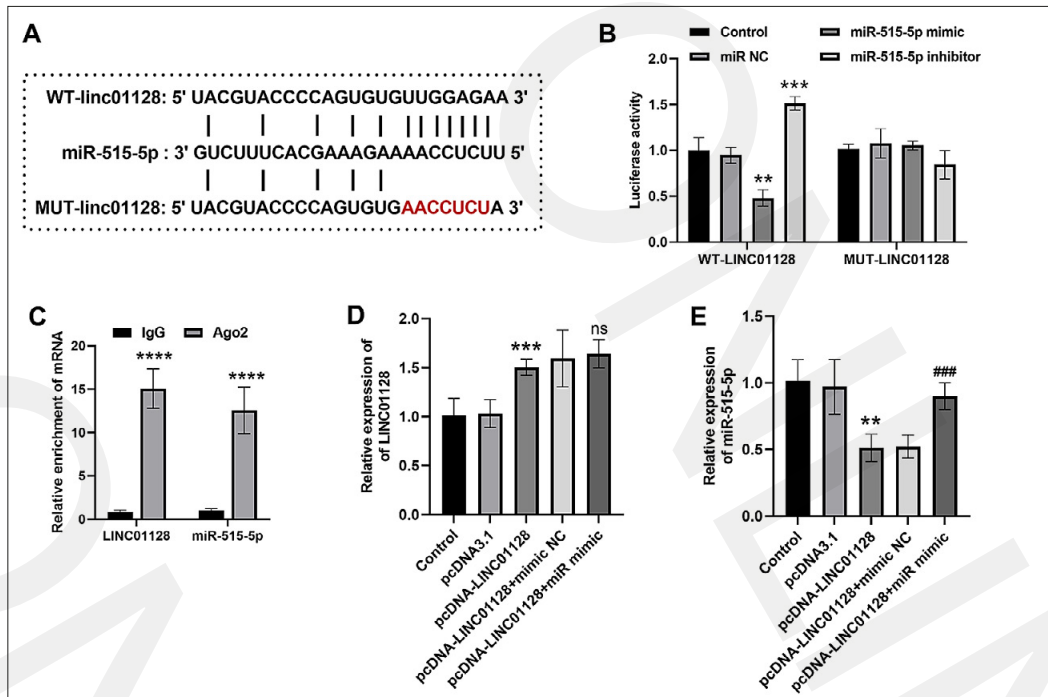 A
WT-linc01128: 5' UACGUACCCCAGUGUGUUGGAGAA 3'
miR-515-5p : 3' GUCUUUCACGAAAGAAAACCUCUU 5'
MUT-linc01128: 5' UACGUACCCCAGUGUGAACCUCUA 3'
B
Control
miR NC
miR-515-5p mimic
miR-515-5p inhibitor
Luciferase activity
2.0
1.5
1.0
0.5
0.0
**
***
WT-LINC01128
MUT-LINC01128
C
IgG
Ago2
Relative enrichment of mRNA
20
15
10
5
0
****
****
LINC01128
miR-515-5p
D
Relative expression of
of LINC01128
2.0
1.5
1.0
0.5
0.0
***
ns
Control
pcDNA3.1
pcDNA-LINC01128
pcDNA-LINC01128+mimic NC
pcDNA-LINC01128+miR mimic
E
Relative expression
of miR-515-5p
1.5
1.0
0.5
0.0
**
###
Control
pcDNA3.1
pcDNA-LINC01128
pcDNA-LINC01128+mimic NC
pcDNA-LINC01128+miR mimic